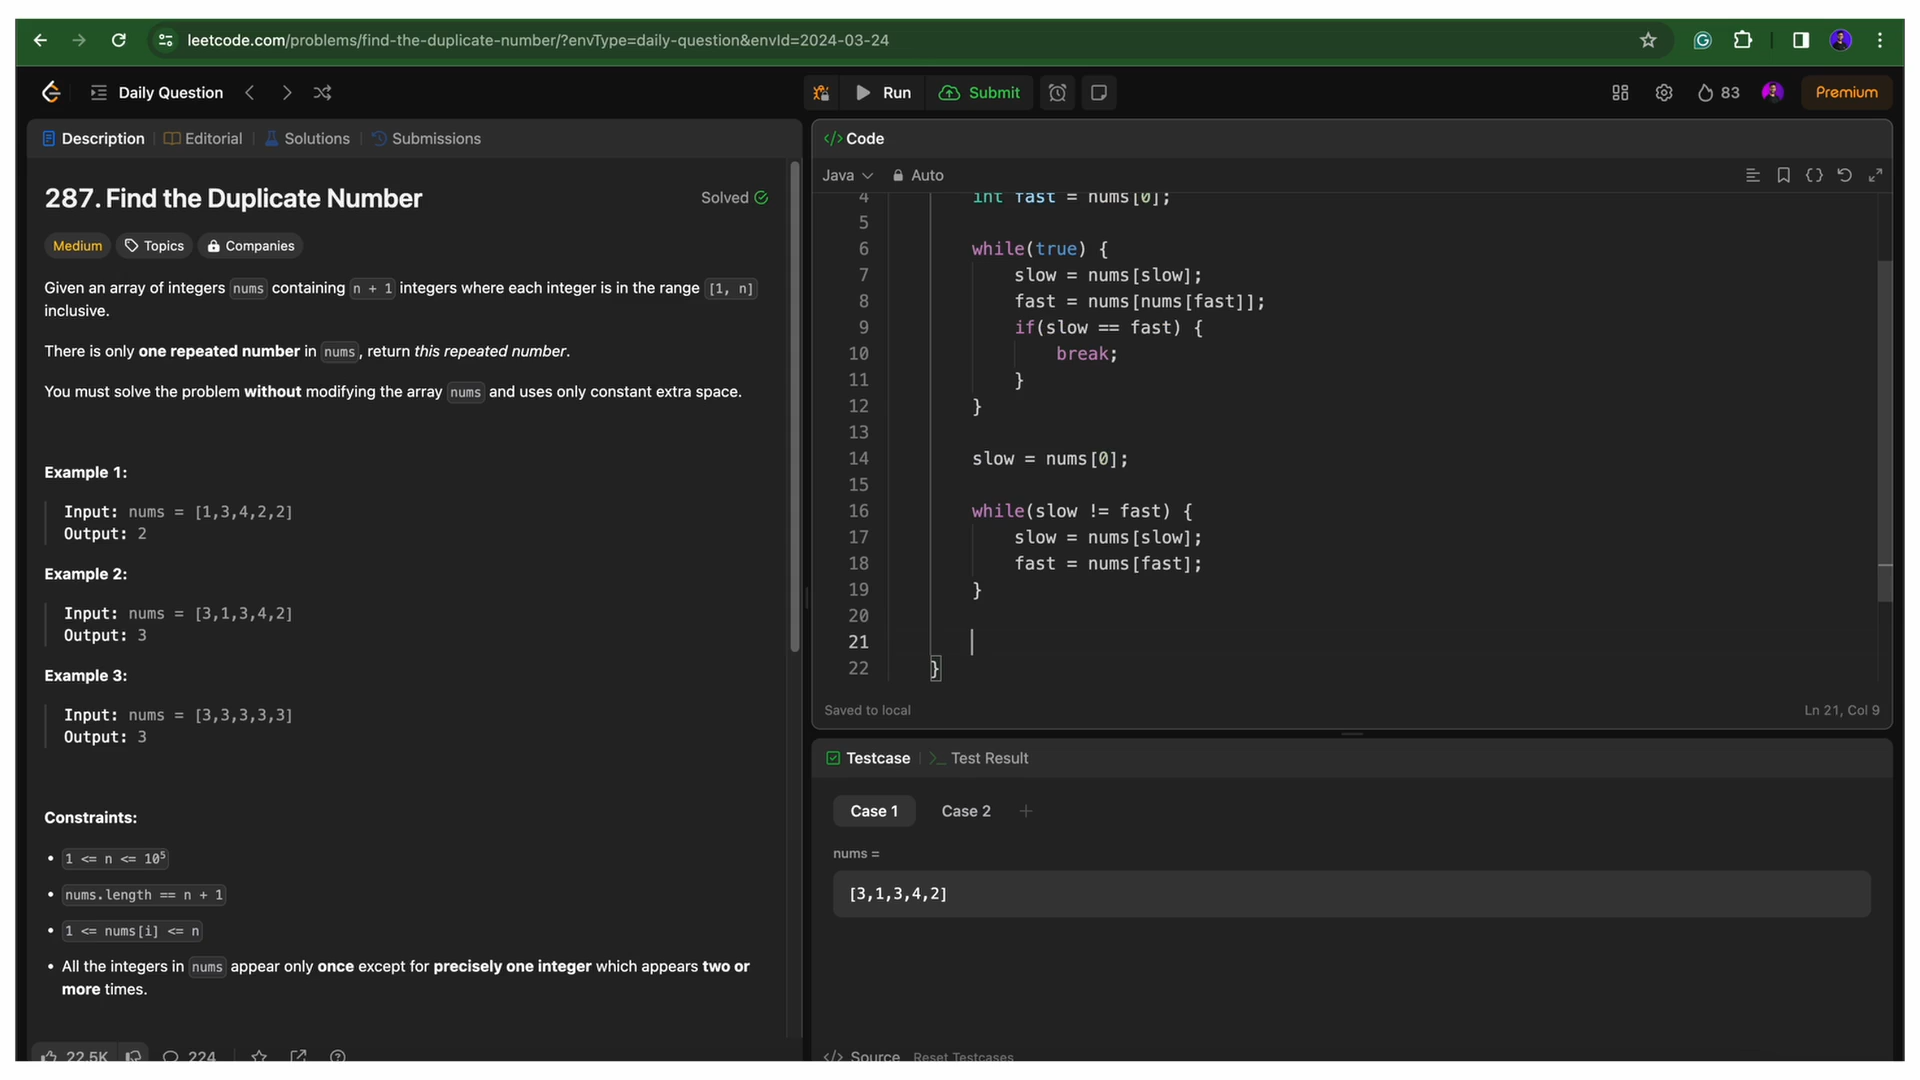 leetcode.com/problems/find-the-duplicate-number/?envType=daily-question&envId=2024-03-24
Daily Question
Run
Submit
83
Premium
Description
Editorial
Solutions
Submissions
287. Find the Duplicate Number
Solved
Medium
Topics
Companies
Given an array of integers nums containing n + 1 integers where each integer is in the range [1, n]
inclusive.
There is only one repeated number in nums, return this repeated number.
You must solve the problem without modifying the array nums and uses only constant extra space.
Example 1:
Input: nums = [1,3,4,2,2]
Output: 2
Example 2:
Input: nums = [3,1,3,4,2]
Output: 3
Example 3:
Input: nums = [3,3,3,3,3]
Output: 3
Constraints:
• 1 <= n <= 10⁵
• nums.length == n + 1
• 1 <= nums[i] <= n
• All the integers in nums appear only once except for precisely one integer which appears two or
more times.
22.5K
224
</> Code
Java
Auto
4 int fast = nums[0];
5
6 while(true) {
7 slow = nums[slow];
8 fast = nums[nums[fast]];
9 if(slow == fast) {
10 break;
11 }
12 }
13
14 slow = nums[0];
15
16 while(slow != fast) {
17 slow = nums[slow];
18 fast = nums[fast];
19 }
20
21
22 }
Saved to local
Ln 21, Col 9
Testcase
Test Result
Case 1
Case 2
+
nums =
[3,1,3,4,2]
</> Source
Reset Testcases